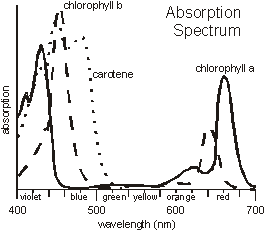 Absorption
Spectrum
chlorophyll b
carotene
chlorophyll a
absorption
400 500 600 700
violet blue green yellow orange red
wavelength (nm)